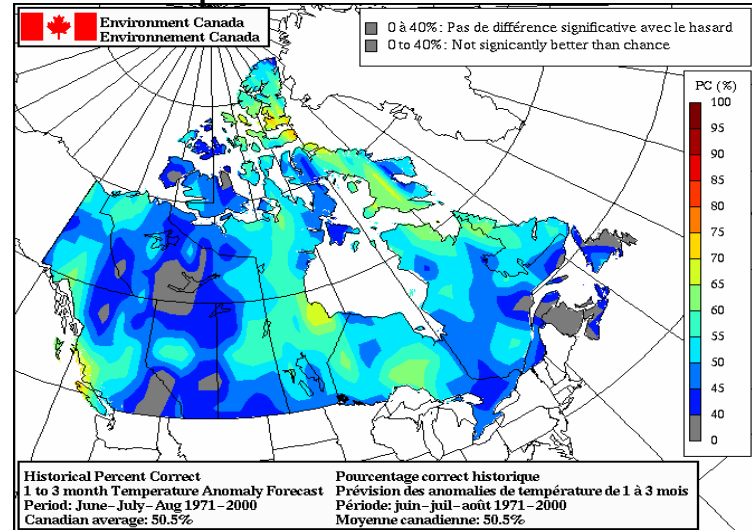 Environment Canada
Environnement Canada
0 à 40%: Pas de différence significative avec le hasard
0 to 40%: Not signicantly better than chance
PC (%)
100
95
90
85
80
75
70
65
60
55
50
45
40
0
Historical Percent Correct
1 to 3 month Temperature Anomaly Forecast
Period: June-July-Aug 1971-2000
Canadian average: 50.5%
Pourcentage correct historique
Prévision des anomalies de température de 1 à 3 mois
Période: juin-juil-août 1971-2000
Moyenne canadienne: 50.5%